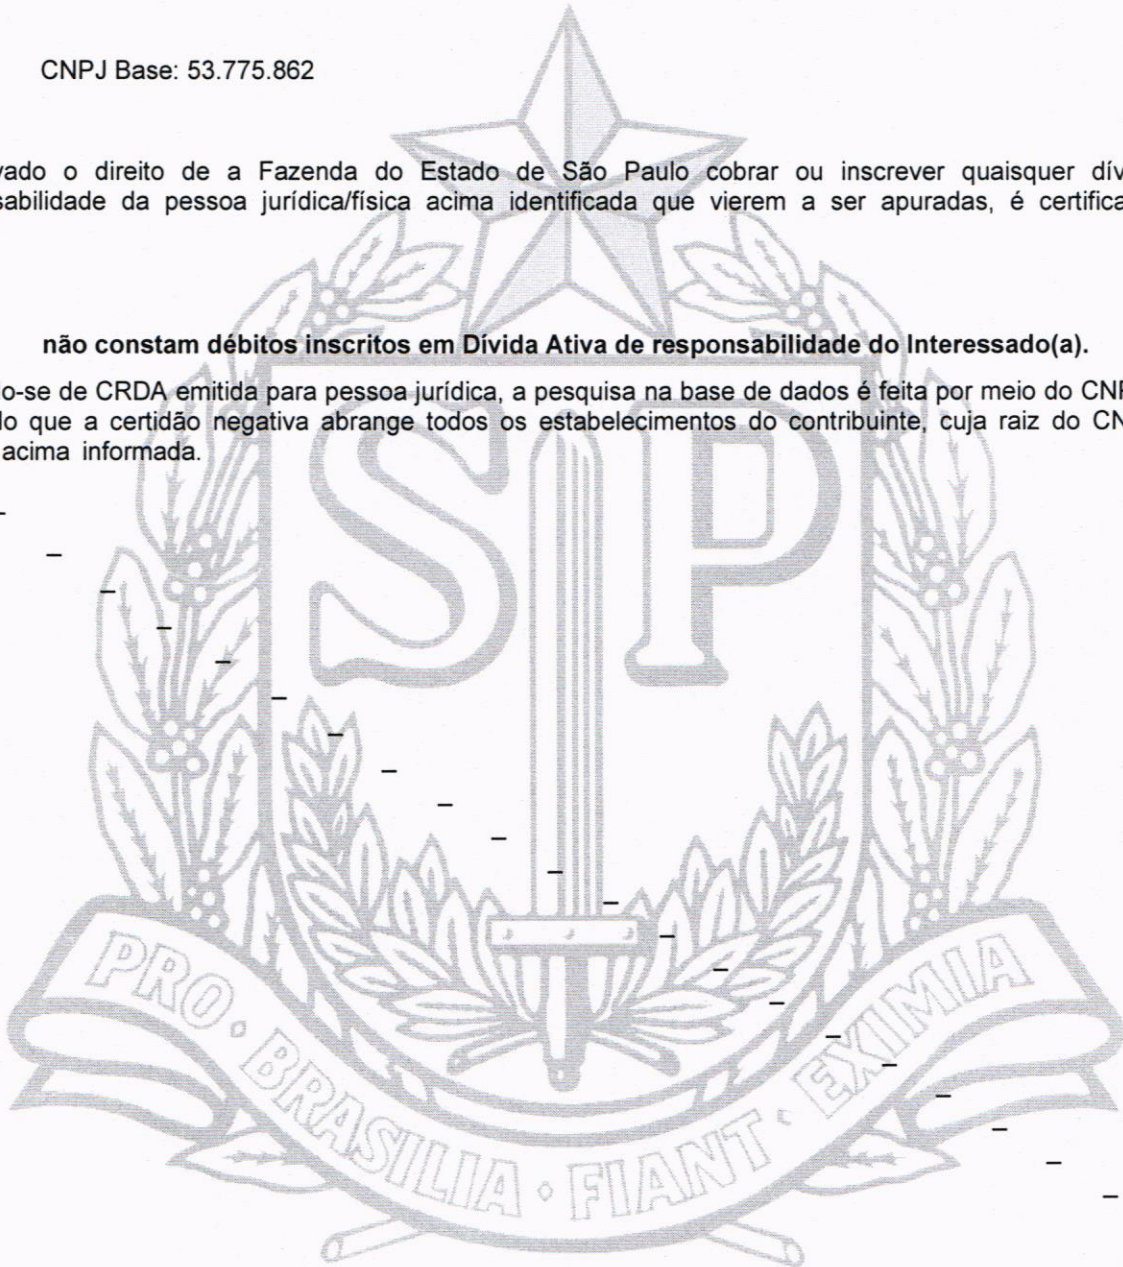 CNPJ Base: 53.775.862
vado o direito de a Fazenda do Estado de São Paulo cobrar ou inscrever quaisquer dív
sabilidade da pessoa jurídica/física acima identificada que vierem a ser apuradas, é certifica
não constam débitos inscritos em Dívida Ativa de responsabilidade do Interessado(a).
o-se de CRDA emitida para pessoa jurídica, a pesquisa na base de dados é feita por meio do CNP
lo que a certidão negativa abrange todos os estabelecimentos do contribuinte, cuja raiz do CN
acima informada.
SP
PRO · BRASILIA · FIANT · EXIMIA